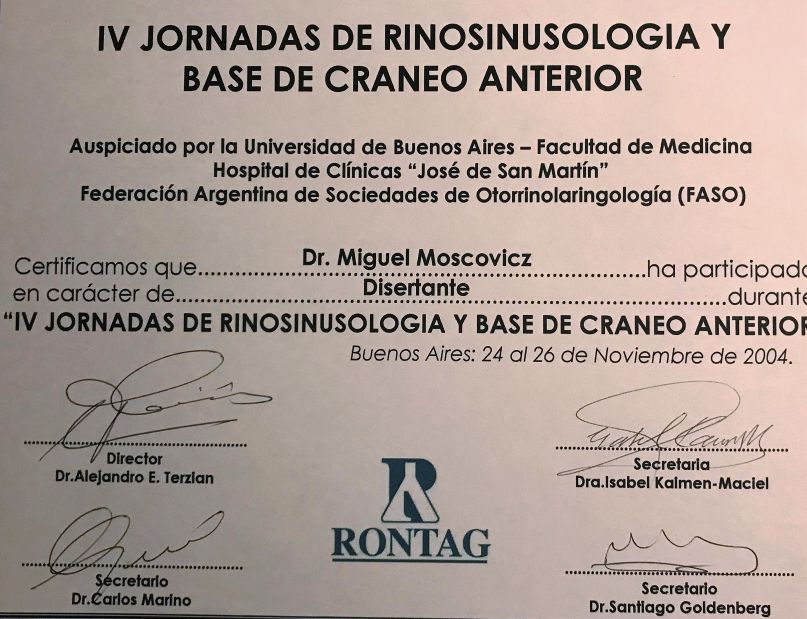 IV JORNADAS DE RINOSINUSOLOGIA Y
BASE DE CRANEO ANTERIOR
Auspiciado por la Universidad de Buenos Aires – Facultad de Medicina
Hospital de Clínicas “José de San Martín”
Federación Argentina de Sociedades de Otorrinolaringología (FASO)
Certificamos que........Dr. Miguel Moscovicz........ha participado
en carácter de........Disertante........durante
“IV JORNADAS DE RINOSINUSOLOGIA Y BASE DE CRANEO ANTERIOR
Buenos Aires: 24 al 26 de Noviembre de 2004.
Director
Dr.Alejandro E. Terzian
Secretaria
Dra.Isabel Kaimen-Maciel
R
RONTAG
Secretario
Dr.Carlos Marino
Secretario
Dr.Santiago Goldenberg